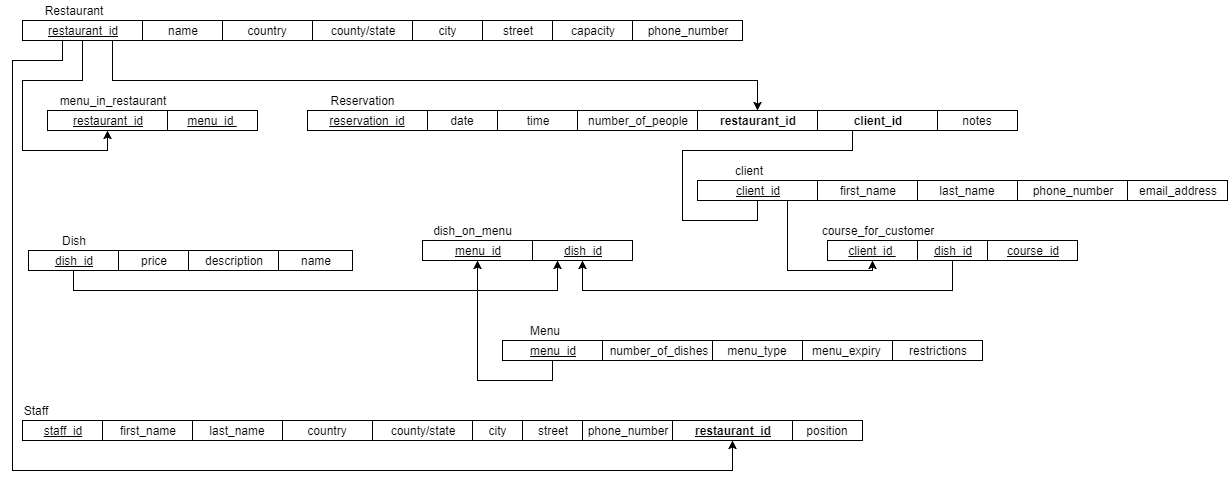 Restaurant
restaurant_id name country county/state city street capacity phone_number
menu_in_restaurant
restaurant_id menu_id
Reservation
reservation_id date time number_of_people restaurant_id client_id notes
client
client_id first_name last_name phone_number email_address
Dish
dish_id price description name
dish_on_menu
menu_id dish_id
course_for_customer
client_id dish_id course_id
Menu
menu_id number_of_dishes menu_type menu_expiry restrictions
Staff
staff_id first_name last_name country county/state city street phone_number restaurant_id position